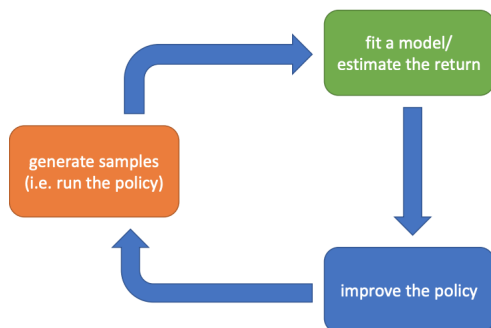 fit a model/
estimate the return
generate samples
(i.e. run the policy)
improve the policy